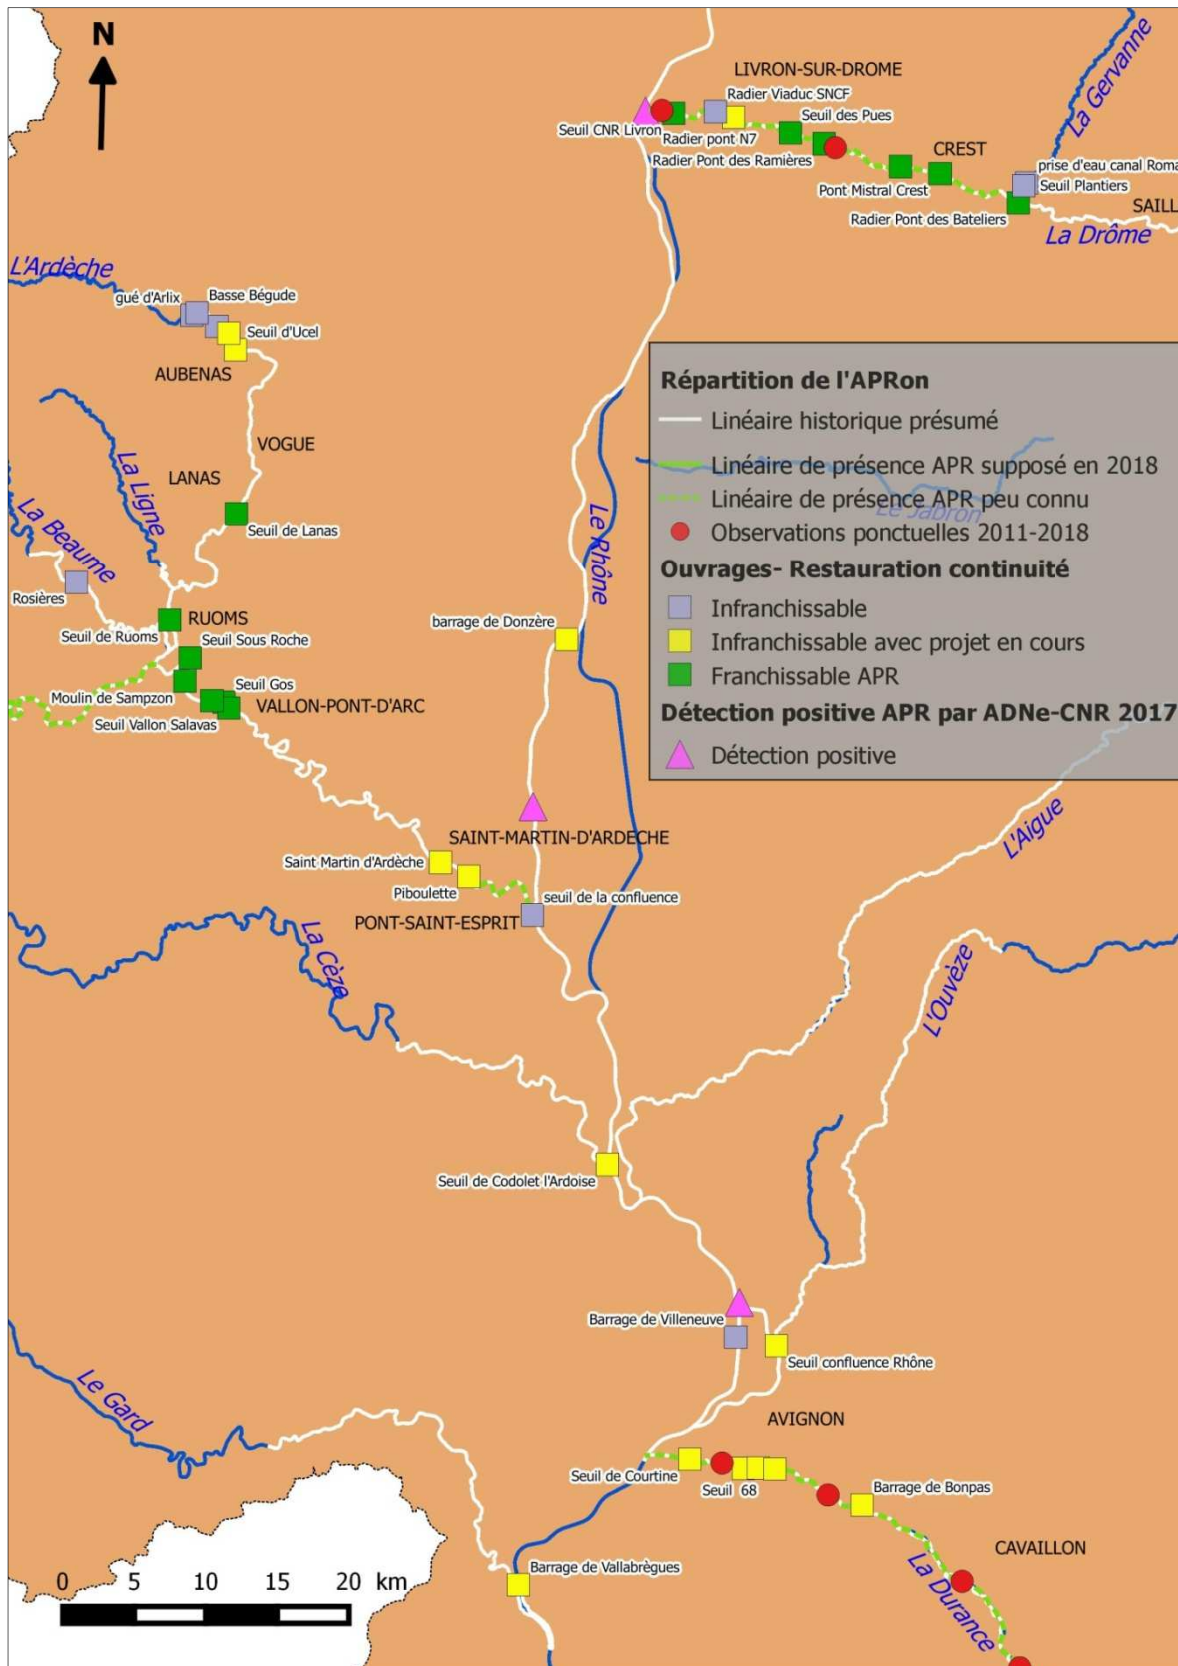 N
LIVRON-SUR-DROME
Radier Viaduc SNCF
Seuil des Pues
Seuil CNR Livron
Radier pont N7
Radier Pont des Ramières
CREST
La Gervanne
prise d'eau canal Roma
Seuil Plantiers
Pont Mistral Crest
SAILL
Radier Pont des Bateliers
La Drôme
L'Ardèche
gué d'Arlix
Basse Bégude
Seuil d'Ucel
AUBENAS
VOGUE
La Ligne
LANAS
La Beaume
Seuil de Lanas
Rosières
RUOMS
Seuil de Ruoms
Seuil Sous Roche
Moulin de Sampzon
Seuil Gos
VALLON-PONT-D'ARC
Seuil Vallon Salavas
Le Rhône
barrage de Donzère
Répartition de l'APRon
Linéaire historique présumé
Linéaire de présence APR supposé en 2018
Linéaire de présence APR peu connu
Le Jabron
Observations ponctuelles 2011-2018
Ouvrages- Restauration continuité
Infranchissable
Infranchissable avec projet en cours
Franchissable APR
Détection positive APR par ADNe-CNR 2017
Détection positive
SAINT-MARTIN-D'ARDECHE
Saint Martin d'Ardèche
Piboulette
seuil de la confluence
PONT-SAINT-ESPRIT
L'Aigue
La Cèze
L'Ouvèze
Seuil de Codolet l'Ardoise
Barrage de Villeneuve
Seuil confluence Rhône
Le Gard
AVIGNON
Seuil de Courtine
Seuil 68
Barrage de Bonpas
CAVAILLON
Barrage de Vallabrègues
La Durance
0 5 10 15 20 km